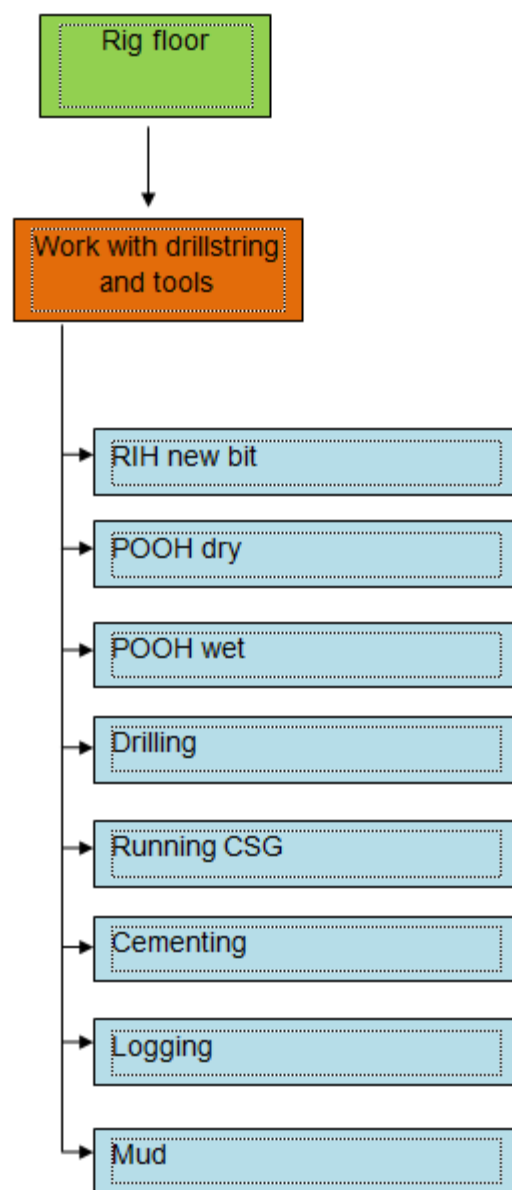 Rig floor
Work with drillstring
and tools
RIH new bit
POOH dry
POOH wet
Drilling
Running CSG
Cementing
Logging
Mud